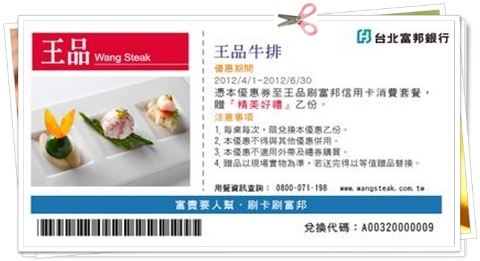 王品 Wang Steak
台北富邦銀行
王品牛排
優惠期間
2012/4/1~2012/6/30
憑本優惠券至王品刷富邦信用卡消費套餐，
贈『精美好禮』乙份。
注意事項
1. 每桌每次，限兌換本優惠乙份。
2. 本優惠不得與其他優惠併用。
3. 本優惠不適用外帶及禮券購買。
4. 贈品以現場實物為準，若送完得以等值贈品替換。
用餐資訊查詢： 0800-071-198 www.wangsteak.com.tw
富貴要人幫．刷卡刷富邦
兌換代碼：A00320000009